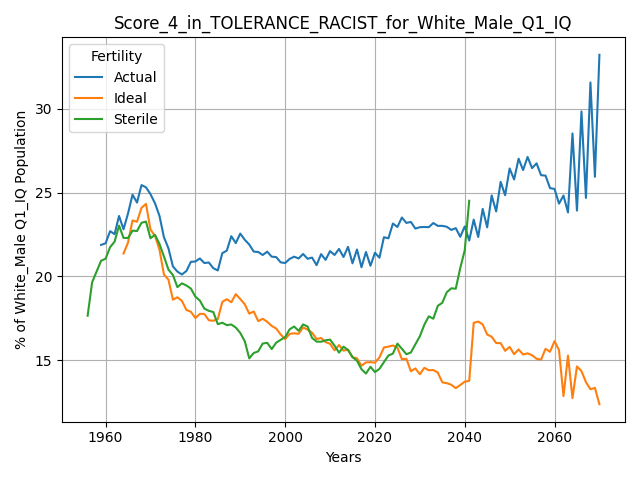 Score_4_in_TOLERANCE_RACIST_for_White_Male_Q1_IQ
Fertility
Actual
Ideal
Sterile
% of White_Male Q1_IQ Population
30
25
20
15
1960
1980
2000
2020
2040
2060
Years